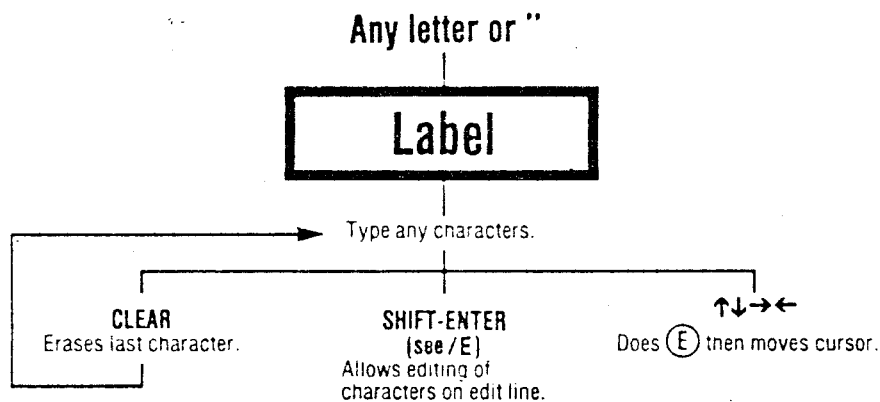 Any letter or "
Label
Type any characters.
CLEAR
Erases last character.
SHIFT-ENTER
(see /E)
Allows editing of
characters on edit line.
↑↓→←
Does Ⓔ then moves cursor.